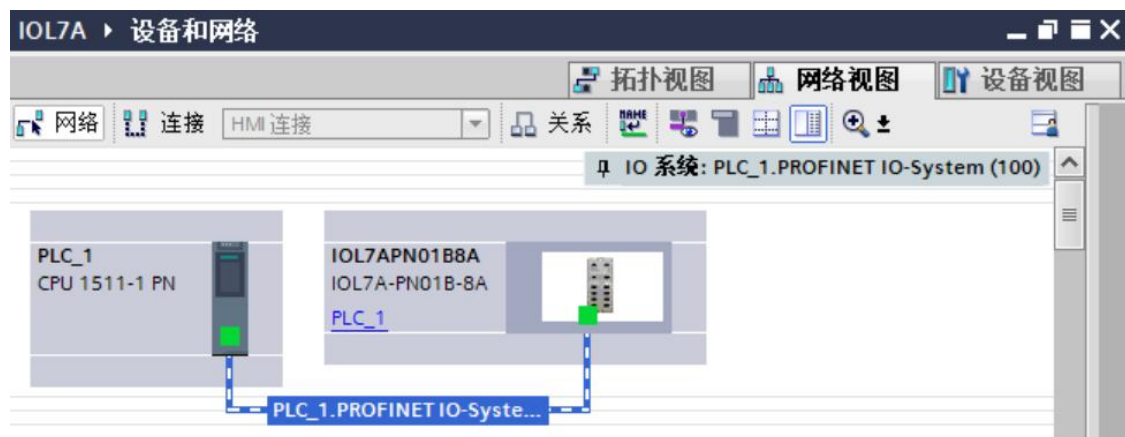 IOL7A ▸ 设备和网络
拓扑视图 网络视图 设备视图
网络 连接 HMI 连接 关系
IO 系统: PLC_1.PROFINET IO-System (100)
PLC_1
CPU 1511-1 PN
IOL7APN01B8A
IOL7A-PN01B-8A
PLC_1
PLC_1.PROFINET IO-Syste...